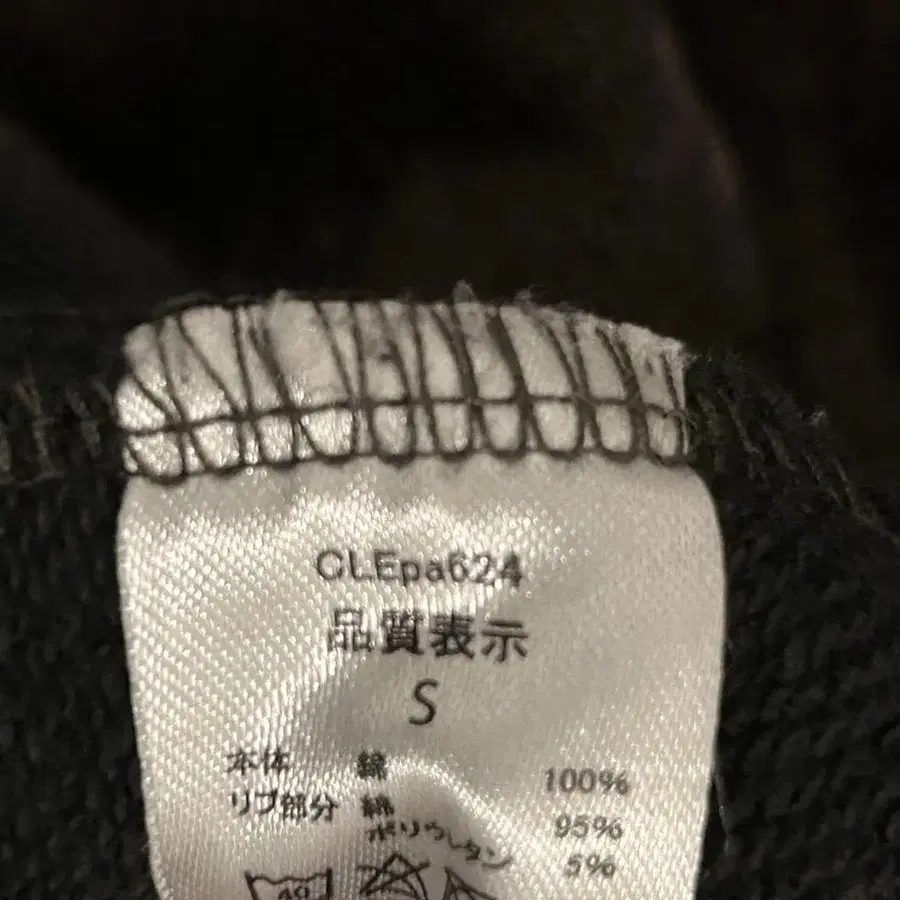 CLEpa624
品質表示
S
本体 綿 100%
リブ部分 綿 95%
ポリウレタン 5%
40